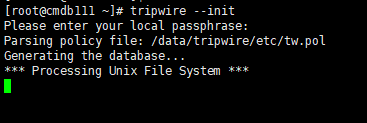 [root@cmdb111 ~]# tripwire --init
Please enter your local passphrase:
Parsing policy file: /data/tripwire/etc/tw.pol
Generating the database...
*** Processing Unix File System ***